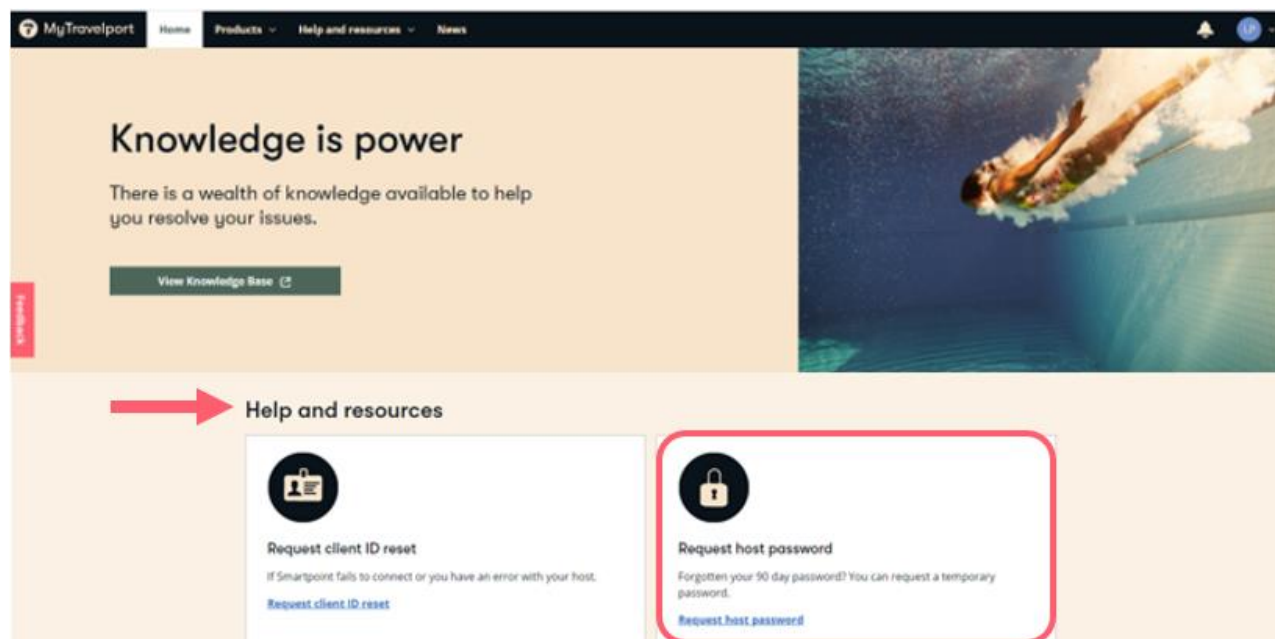 MyTravelport Home Products Help and resources News LP
Knowledge is power
There is a wealth of knowledge available to help
you resolve your issues.
View Knowledge Base
Feedback
Help and resources
Request client ID reset
If Smartpoint fails to connect or you have an error with your host.
Request client ID reset
Request host password
Forgotten your 90 day password? You can request a temporary
password.
Request host password